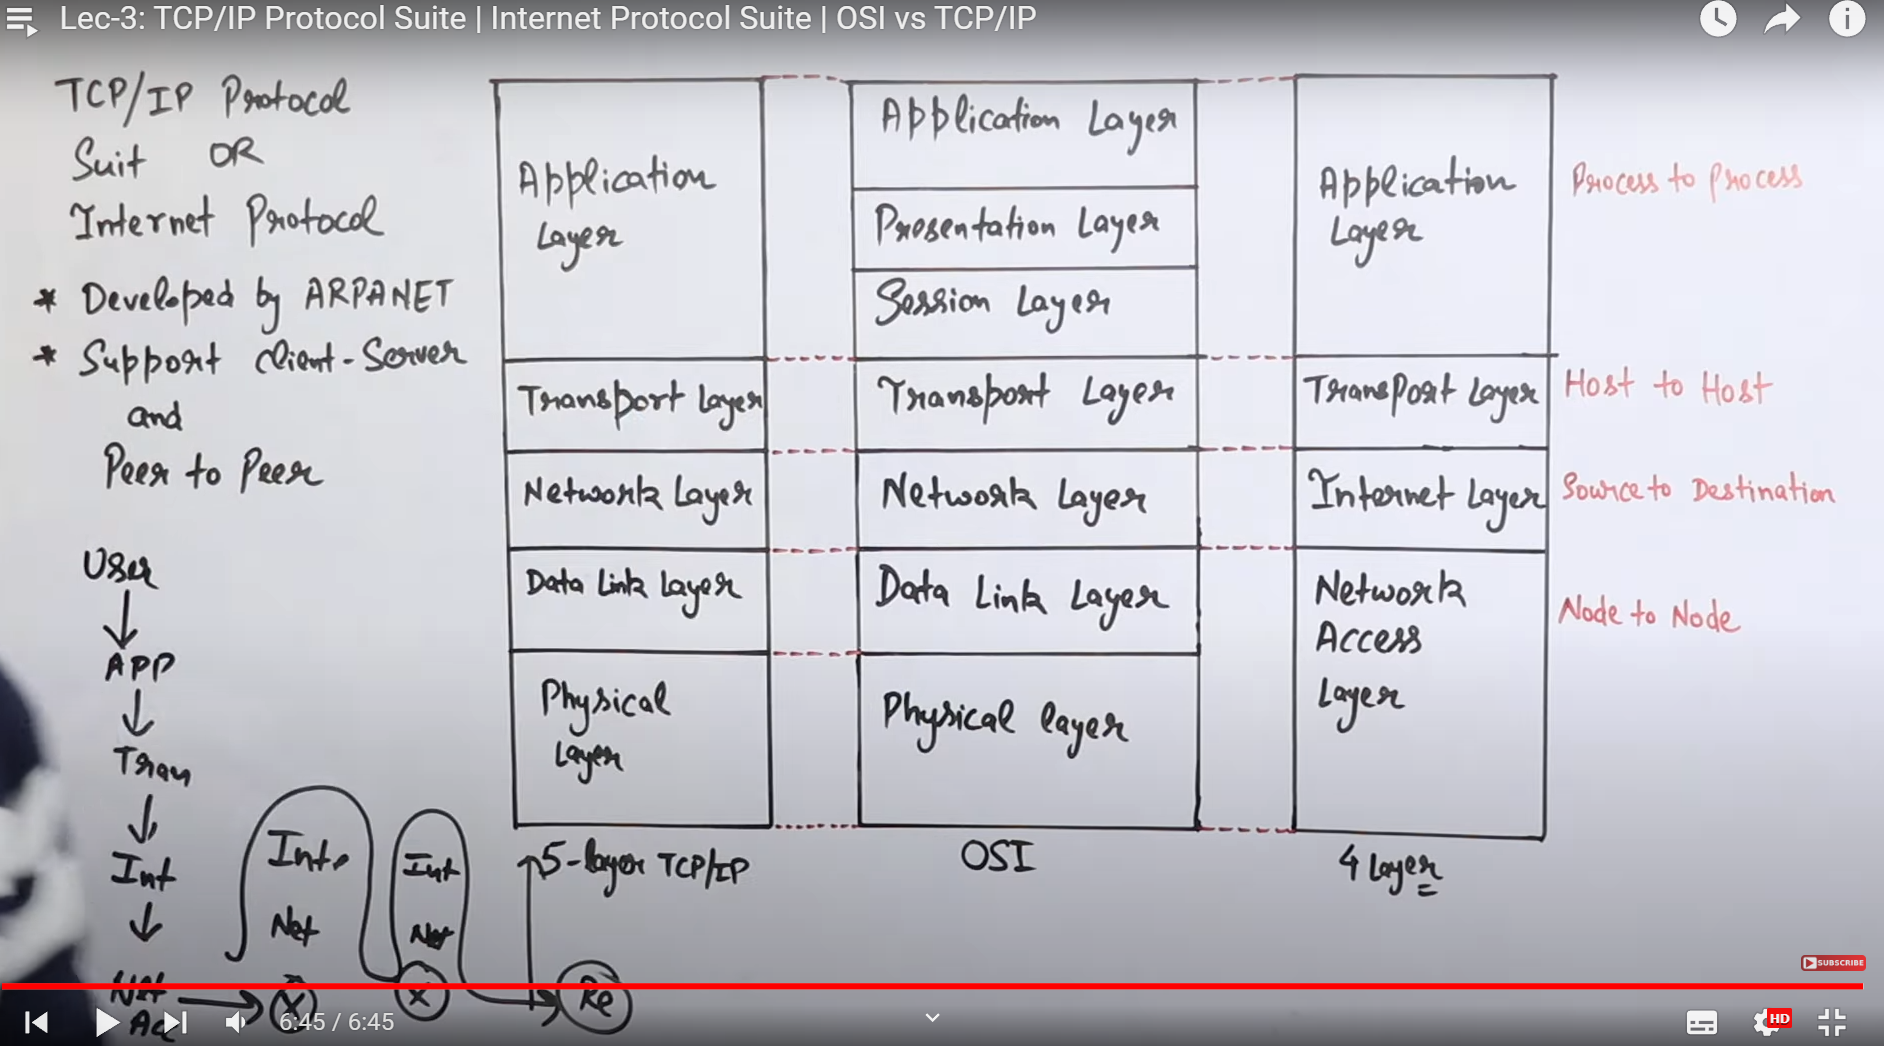 Lec-3: TCP/IP Protocol Suite | Internet Protocol Suite | OSI vs TCP/IP
TCP/IP Protocol
Suit OR
Internet Protocol
* Developed by ARPANET
* Support Client-Server
and
Peer to Peer
User
APP
Tran
Int
Net
Ac
Inte
Net
X
Int
Net
X
Re
Application
Layer
Transport Layer
Network Layer
Data Link Layer
Physical
Layer
5-layer TCP/IP
Application Layer
Presentation Layer
Session Layer
Transport Layer
Network Layer
Data Link Layer
Physical layer
OSI
Application
Layer
Transport Layer
Internet Layer
Network
Access
Layer
4 Layer
Process to Process
Host to Host
Source to Destination
Node to Node
SUBSCRIBE
6:45 / 6:45
HD